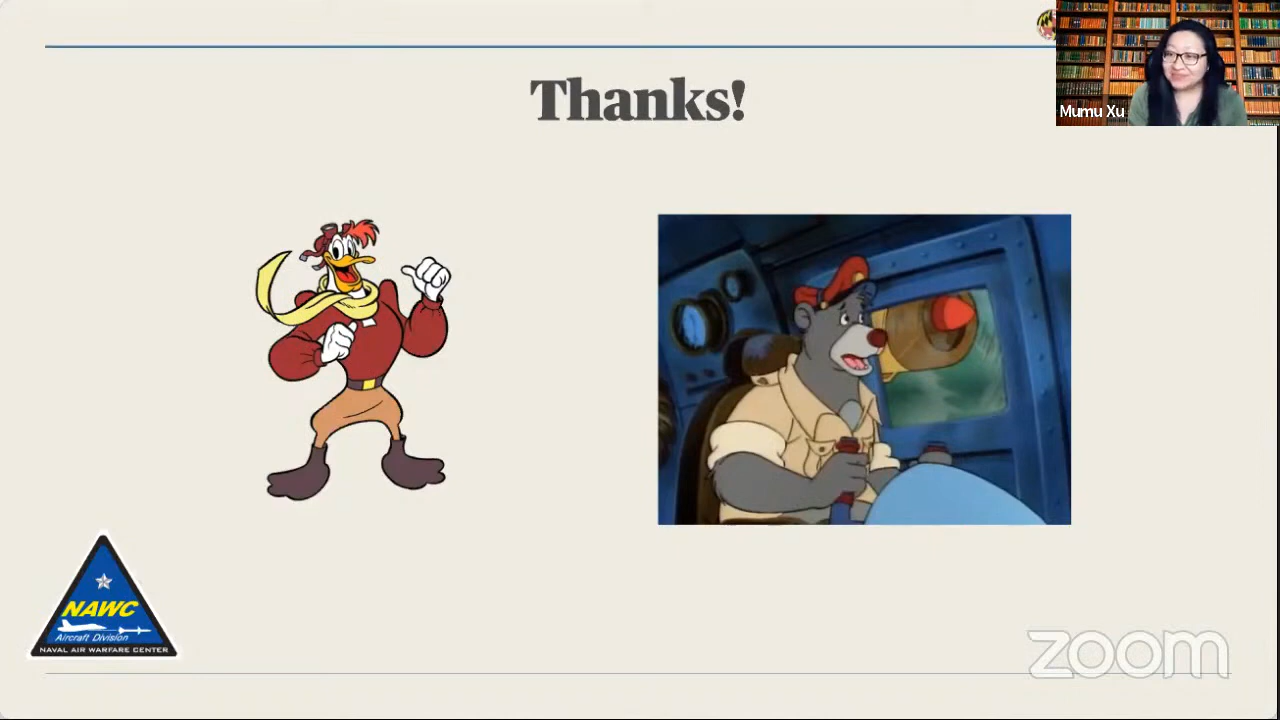 Thanks!
Mumu Xu
NAWC
Aircraft Division
NAVAL AIR WARFARE CENTER
zoom